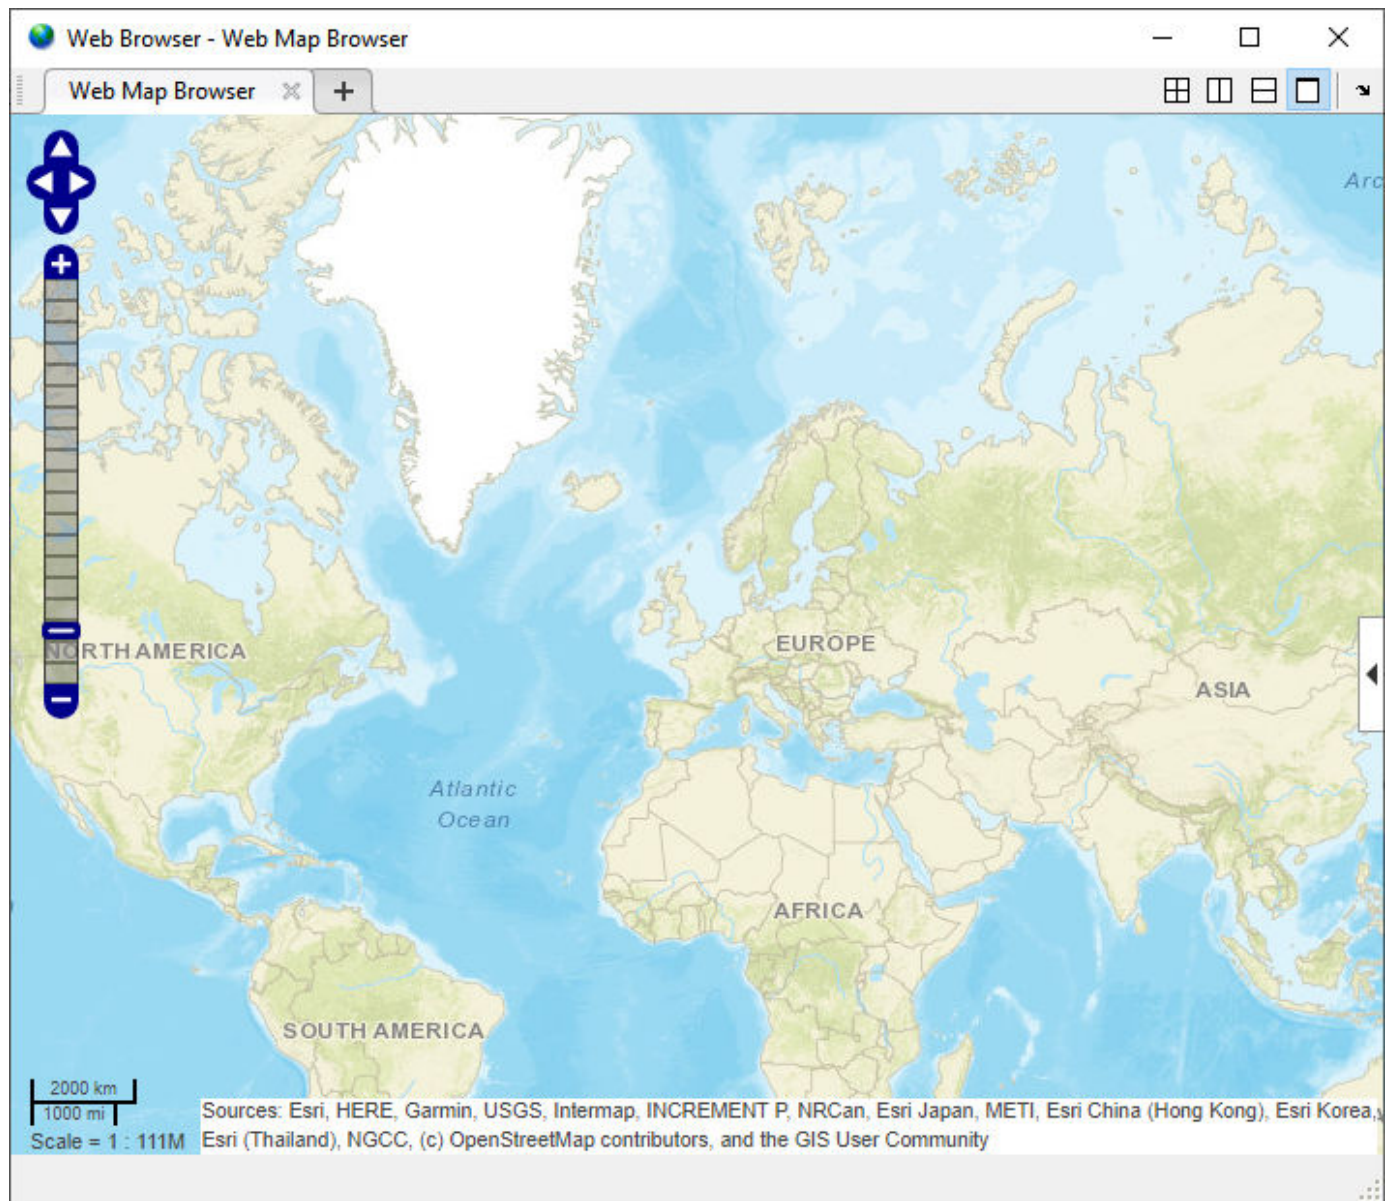 Web Browser - Web Map Browser
Web Map Browser
Arc
NORTH AMERICA
EUROPE
ASIA
Atlantic
Ocean
AFRICA
SOUTH AMERICA
2000 km
1000 mi
Scale = 1 : 111M
Sources: Esri, HERE, Garmin, USGS, Intermap, INCREMENT P, NRCan, Esri Japan, METI, Esri China (Hong Kong), Esri Korea,
Esri (Thailand), NGCC, (c) OpenStreetMap contributors, and the GIS User Community